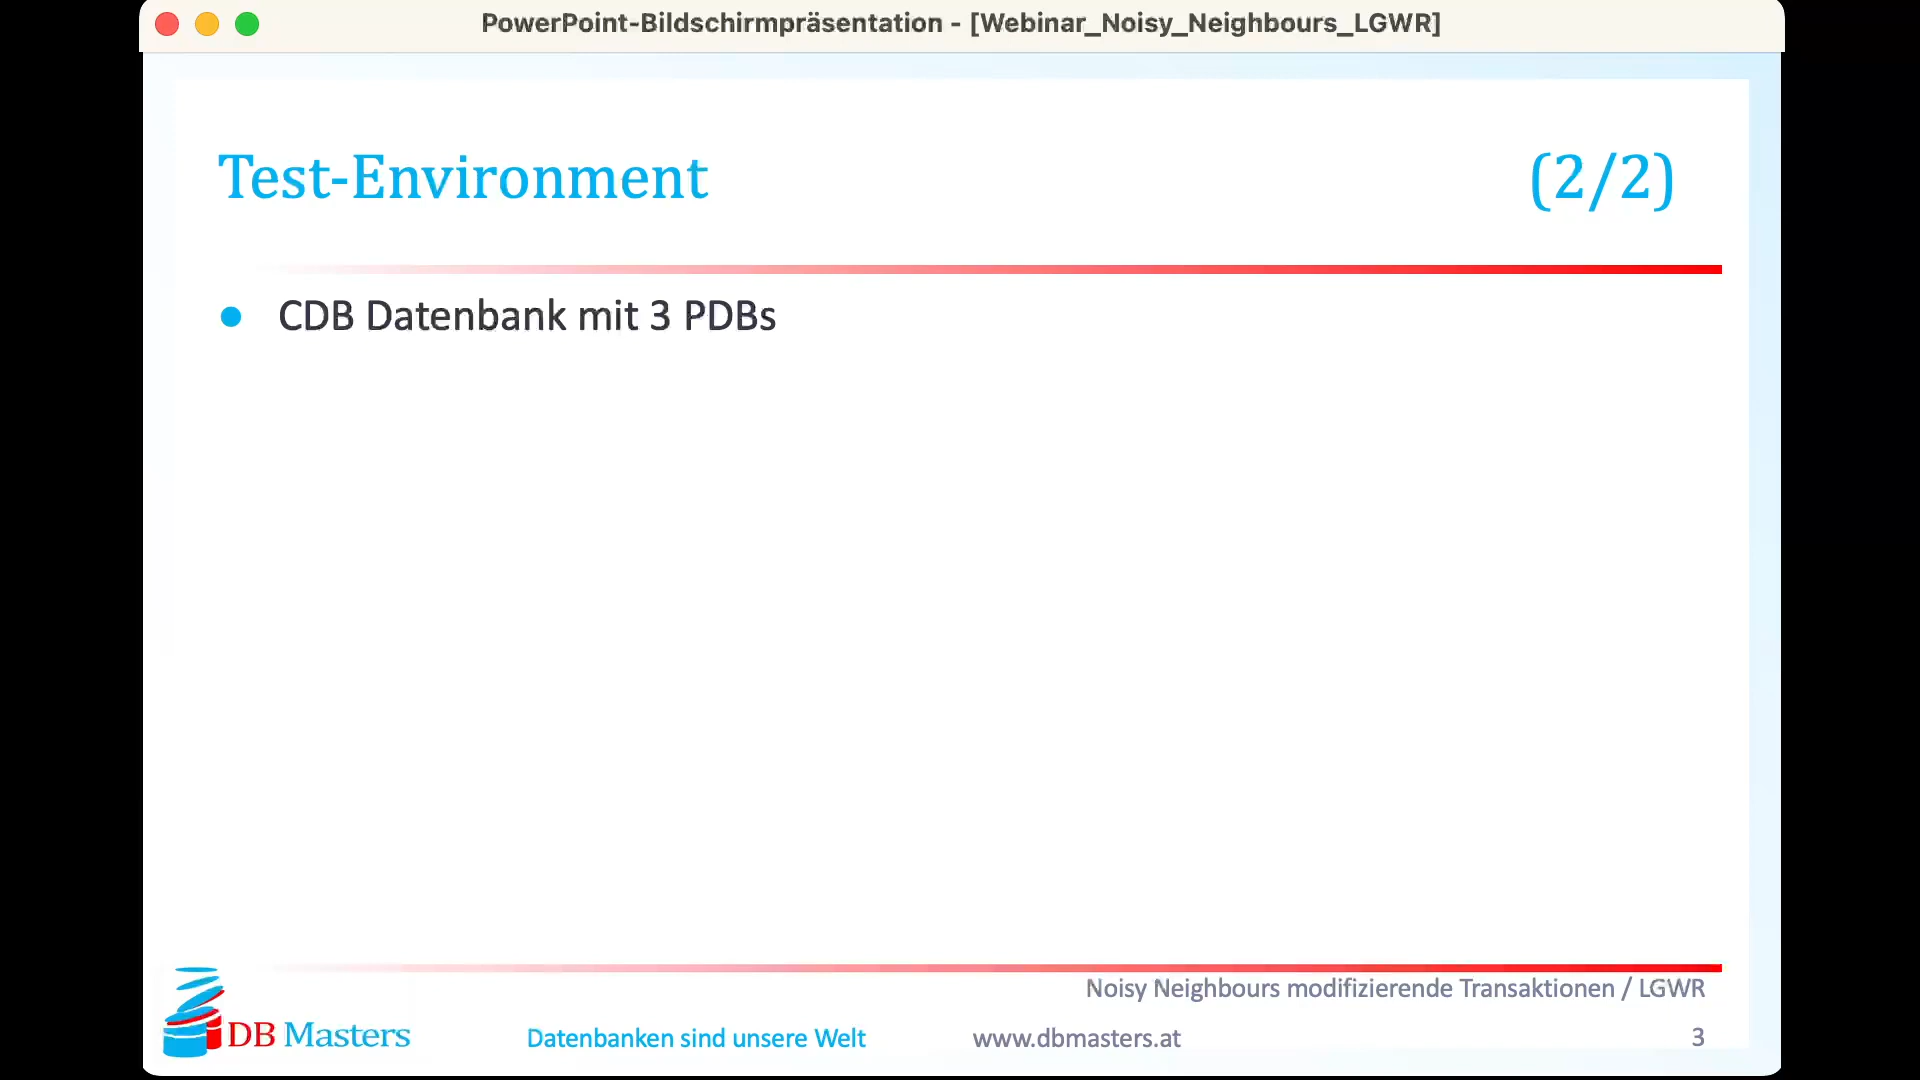 PowerPoint-Bildschirmpräsentation - [Webinar_Noisy_Neighbours_LGWR]
Test-Environment (2/2)
CDB Datenbank mit 3 PDBs
Noisy Neighbours modifizierende Transaktionen / LGWR
DB Masters Datenbanken sind unsere Welt www.dbmasters.at 3